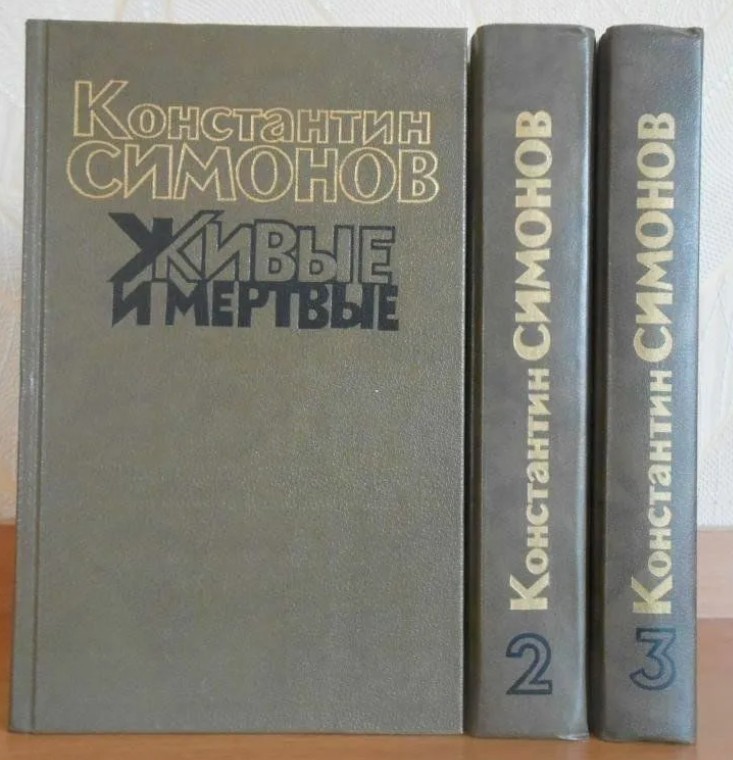 Константин
СИМОНОВ
ЖИВЫЕ
И МЕРТВЫЕ
Константин СИМОНОВ
2
Константин СИМОНОВ
3